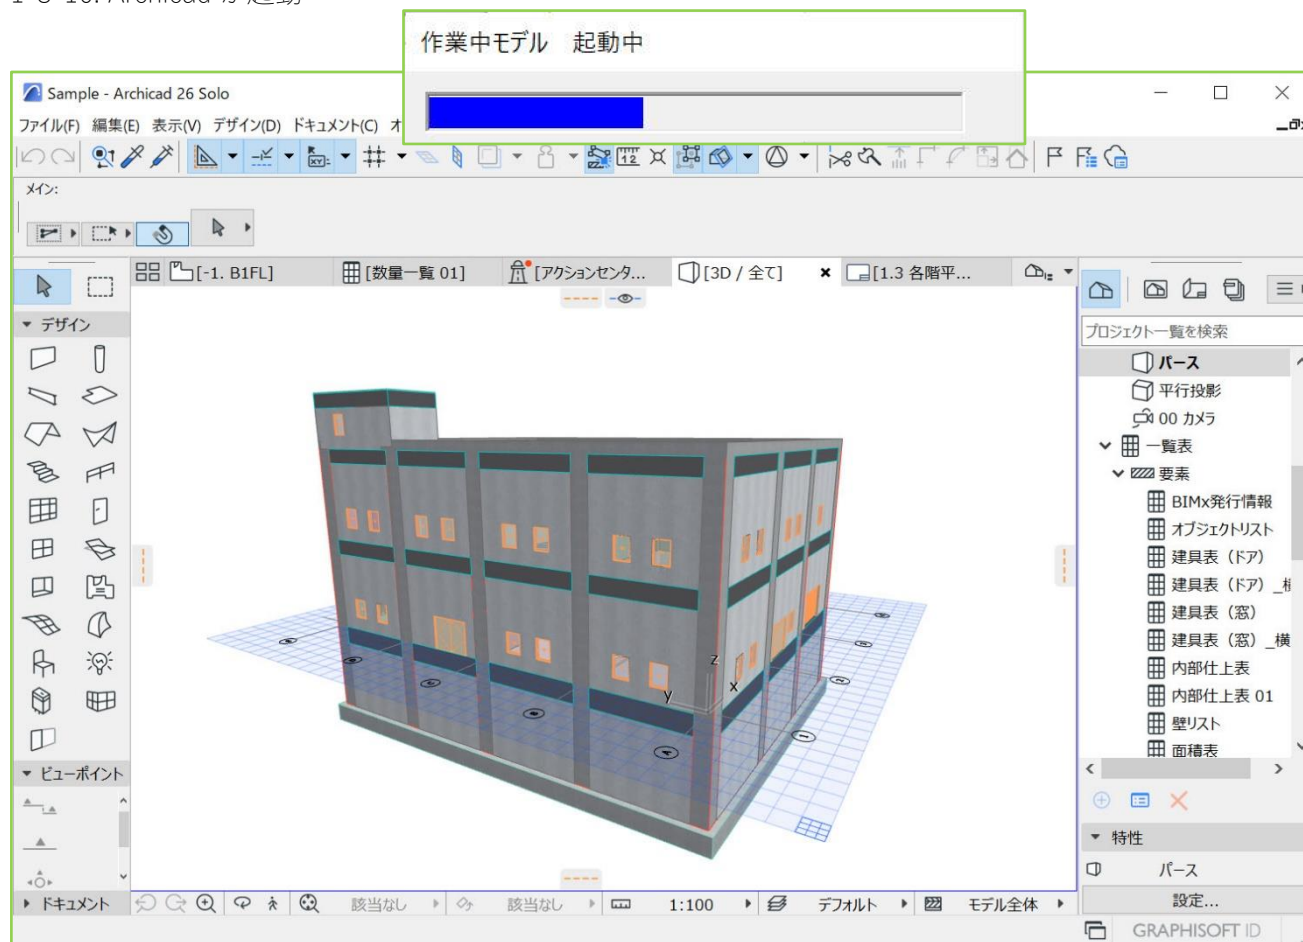 Archicad が起動
作業中モデル 起動中
Sample - Archicad 26 Solo
ファイル(F) 編集(E) 表示(V) デザイン(D) ドキュメント(C) オ
メイン:
[-1. B1FL] [数量一覧 01] [アクションセンタ... [3D / 全て] [1.3 各階平...
デザイン
プロジェクト一覧を検索
パース
平行投影
00 カメラ
一覧表
要素
BIMx発行情報
オブジェクトリスト
建具表（ドア）
建具表（ドア）_横
建具表（窓）
建具表（窓）_横
内部仕上表
内部仕上表 01
壁リスト
面積表
z
x
y
ビューポイント
特性
パース
ドキュメント 該当なし 該当なし 1:100 デフォルト モデル全体 設定...
GRAPHISOFT ID